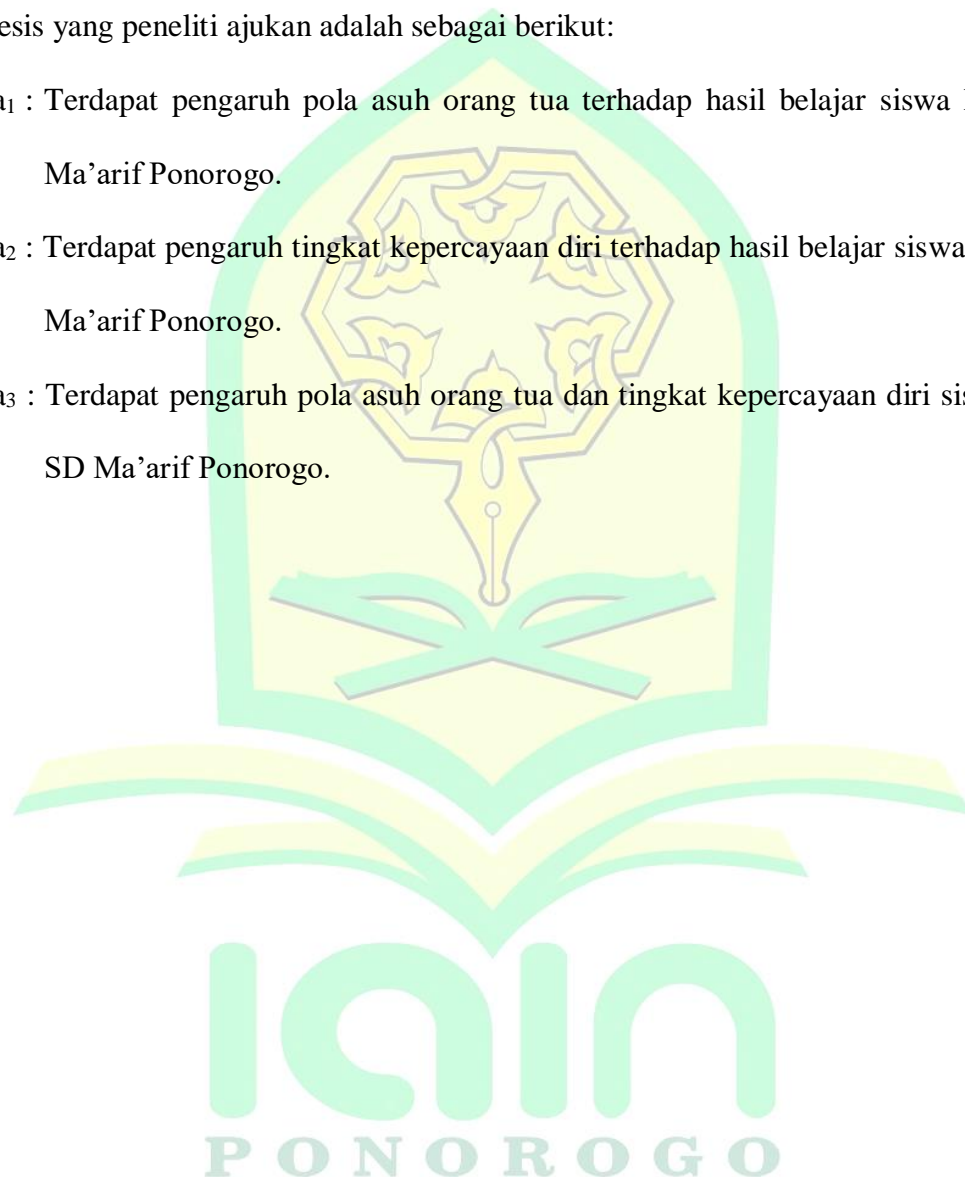 esis yang peneliti ajukan adalah sebagai berikut:
a₁ : Terdapat pengaruh pola asuh orang tua terhadap hasil belajar siswa
Ma’arif Ponorogo.
a₂ : Terdapat pengaruh tingkat kepercayaan diri terhadap hasil belajar siswa
Ma’arif Ponorogo.
a₃ : Terdapat pengaruh pola asuh orang tua dan tingkat kepercayaan diri sis
SD Ma’arif Ponorogo.
iain
PONOROGO